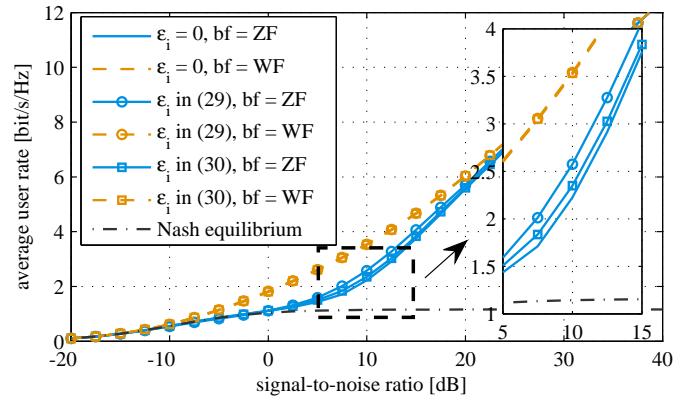 12
10
8
6
4
2
0
average user rate [bit/s/Hz]
ε_i = 0, bf = ZF
ε_i = 0, bf = WF
ε_i in (29), bf = ZF
ε_i in (29), bf = WF
ε_i in (30), bf = ZF
ε_i in (30), bf = WF
Nash equilibrium
4
3.5
3
2.5
2
1.5
1
5 10 15
-20 -10 0 10 20 30 40
signal-to-noise ratio [dB]